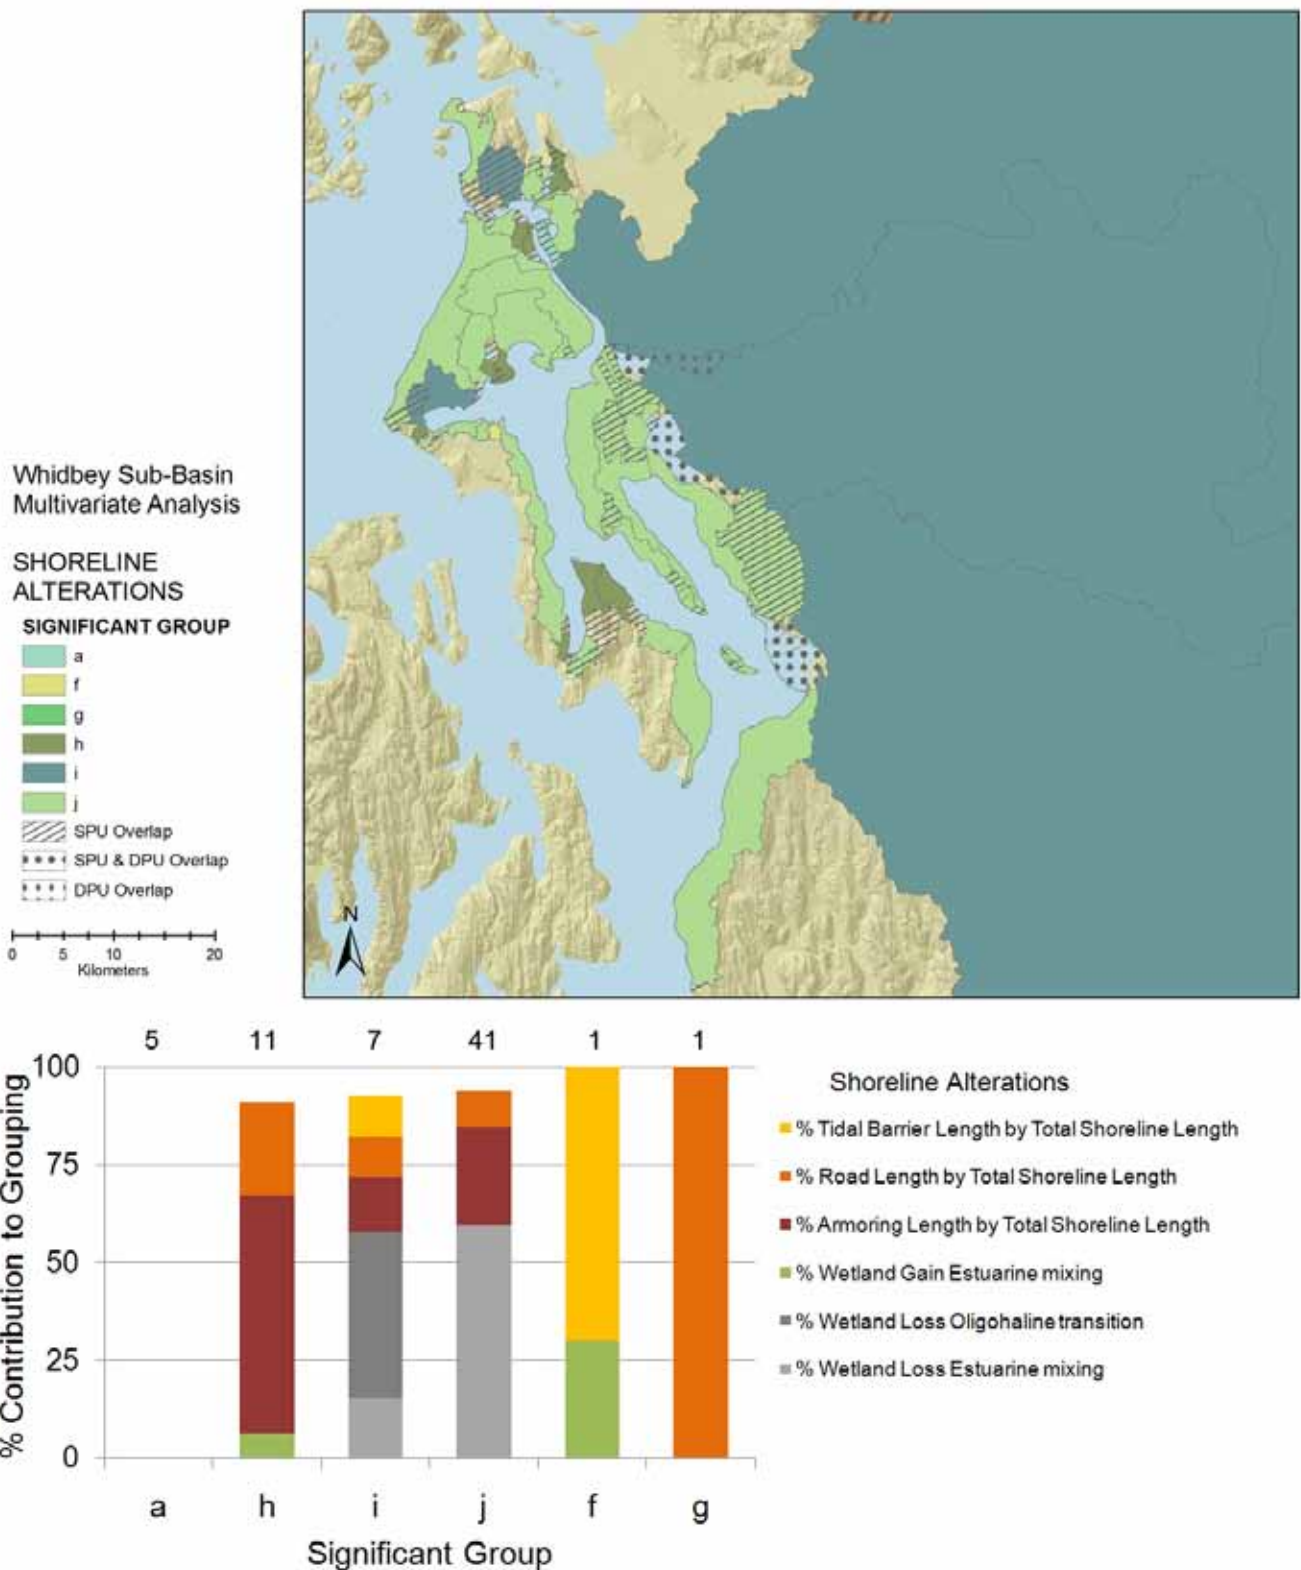 Whidbey Sub-Basin
Multivariate Analysis
SHORELINE
ALTERATIONS
SIGNIFICANT GROUP
a
f
g
h
i
j
SPU Overlap
SPU & DPU Overlap
DPU Overlap
0 5 10 20
Kilometers
N
5 11 7 41 1 1
100
75
50
25
0
% Contribution to Grouping
a h i j f g
Significant Group
Shoreline Alterations
% Tidal Barrier Length by Total Shoreline Length
% Road Length by Total Shoreline Length
% Armoring Length by Total Shoreline Length
% Wetland Gain Estuarine mixing
% Wetland Loss Oligohaline transition
% Wetland Loss Estuarine mixing